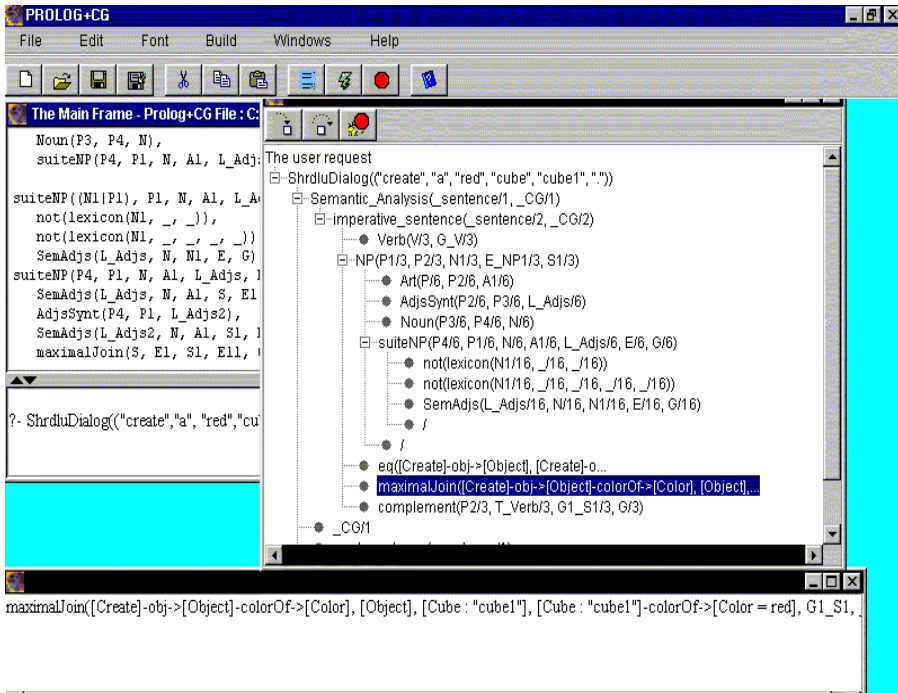 PROLOG+CG
File Edit Font Build Windows Help
The Main Frame - Prolog+CG File : C:
Noun(P3, P4, N),
suiteNP(P4, P1, N, A1, L_Adj
suiteNP((N1|P1), P1, N, A1, L_A
not(lexicon(N1, _, _)),
not(lexicon(N1, _, _, _, _))
SemAdjs(L_Adjs, N, N1, E, G)
suiteNP(P4, P1, N, A1, L_Adjs,
SemAdjs(L_Adjs, N, A1, S, E1
AdjsSynt(P4, P1, L_Adjs2),
SemAdjs(L_Adjs2, N, A1, S1,
maximalJoin(S, E1, S1, E11,
?- ShrdluDialog(("create","a", "red","cu
The user request
ShrdluDialog(("create", "a", "red", "cube", "cube1", "."))
Semantic_Analysis(_sentence/1, _CG/1)
imperative_sentence(_sentence/2, _CG/2)
Verb(V/3, G_V/3)
NP(P1/3, P2/3, N1/3, E_NP1/3, S1/3)
Art(P/6, P2/6, A1/6)
AdjsSynt(P2/6, P3/6, L_Adjs/6)
Noun(P3/6, P4/6, N/6)
suiteNP(P4/6, P1/6, N/6, A1/6, L_Adjs/6, E/6, G/6)
not(lexicon(N1/16, _/16, _/16))
not(lexicon(N1/16, _/16, _/16, _/16, _/16))
SemAdjs(L_Adjs/16, N/16, N1/16, E/16, G/16)
/
/
eq([Create]-obj->[Object], [Create]-o...
maximalJoin([Create]-obj->[Object]-colorOf->[Color], [Object],...
complement(P2/3, T_Verb/3, G1_S1/3, G/3)
_CG/1
maximalJoin([Create]-obj->[Object]-colorOf->[Color], [Object], [Cube : "cube1"], [Cube : "cube1"]-colorOf->[Color = red], G1_S1, _